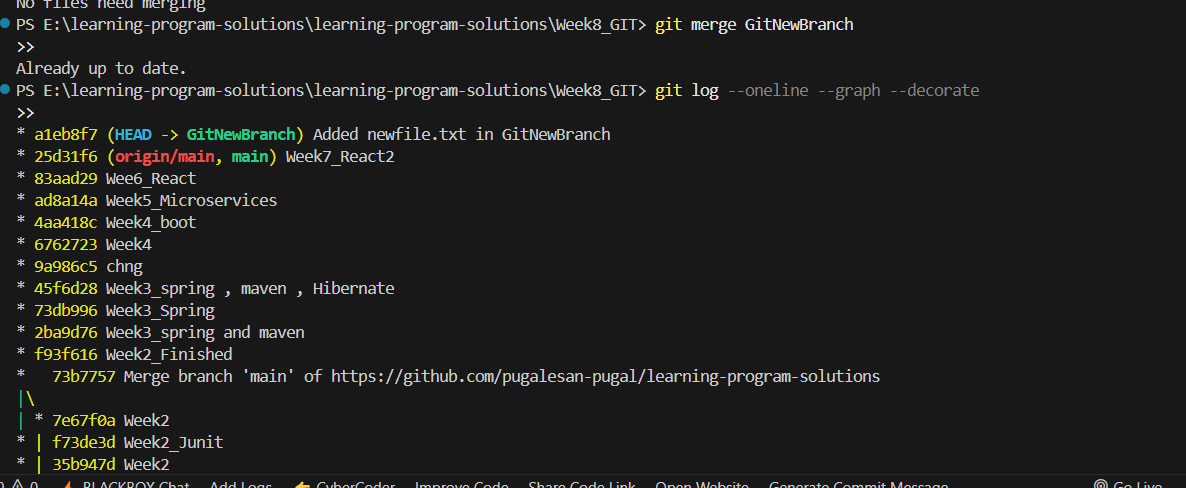 No files need merging
PS E:\learning-program-solutions\learning-program-solutions\Week8_GIT> git merge GitNewBranch
>>
Already up to date.
PS E:\learning-program-solutions\learning-program-solutions\Week8_GIT> git log --oneline --graph --decorate
>>
* a1eb8f7 (HEAD -> GitNewBranch) Added newfile.txt in GitNewBranch
* 25d31f6 (origin/main, main) Week7_React2
* 83aad29 Wee6_React
* ad8a14a Week5_Microservices
* 4aa418c Week4_boot
* 6762723 Week4
* 9a986c5 chng
* 45f6d28 Week3_spring , maven , Hibernate
* 73db996 Week3_Spring
* 2ba9d76 Week3_spring and maven
* f93f616 Week2_Finished
*   73b7757 Merge branch 'main' of https://github.com/pugalesan-pugal/learning-program-solutions
|\
| * 7e67f0a Week2
* | f73de3d Week2_Junit
* | 35b947d Week2
0 0 BLACKBOX Chat Add Logs CyberCoder Improve Code Share Code Link Open Website Generate Commit Message Go Live